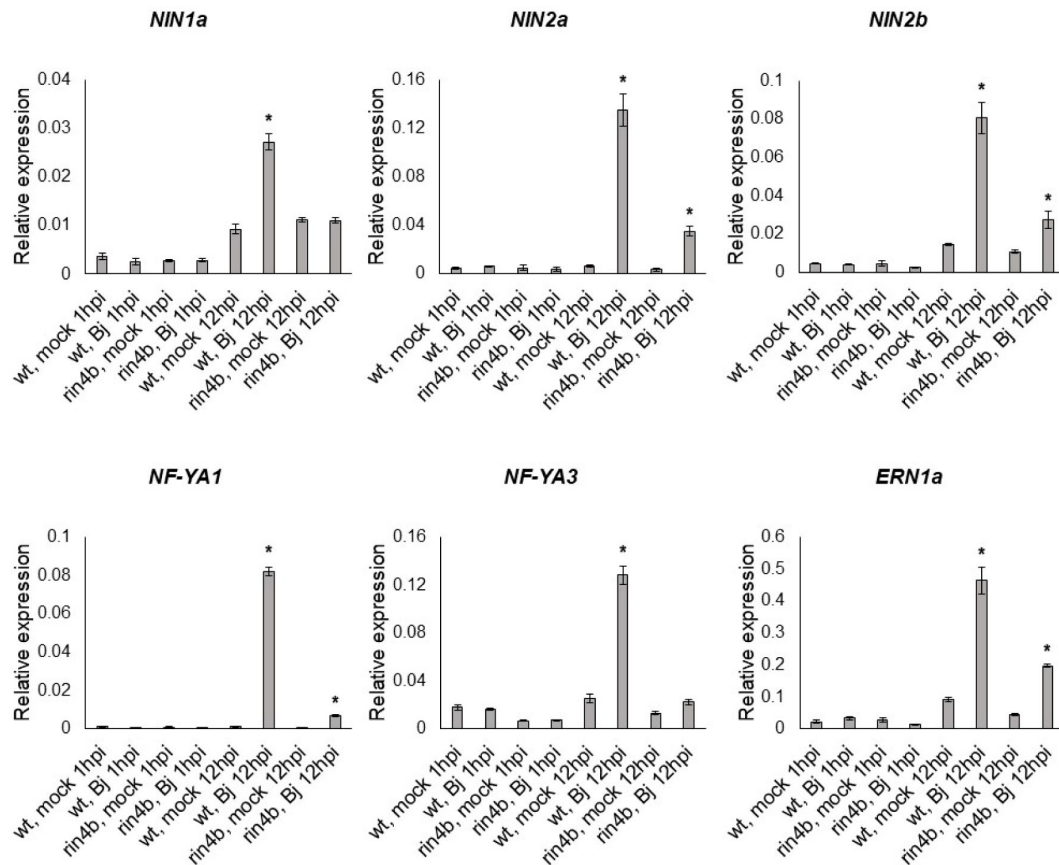 NIN1a
Relative expression
0.04
0.03
0.02
0.01
0
*
wt, mock 1hpi
wt, Bj 1hpi
rin4b, mock 1hpi
rin4b, Bj 1hpi
wt, mock 12hpi
wt, Bj 12hpi
rin4b, mock 12hpi
rin4b, Bj 12hpi
NIN2a
Relative expression
0.16
0.12
0.08
0.04
0
*
*
wt, mock 1hpi
wt, Bj 1hpi
rin4b, mock 1hpi
rin4b, Bj 1hpi
wt, mock 12hpi
wt, Bj 12hpi
rin4b, mock 12hpi
rin4b, Bj 12hpi
NIN2b
Relative expression
0.1
0.08
0.06
0.04
0.02
0
*
*
wt, mock 1hpi
wt, Bj 1hpi
rin4b, mock 1hpi
rin4b, Bj 1hpi
wt, mock 12hpi
wt, Bj 12hpi
rin4b, mock 12hpi
rin4b, Bj 12hpi
NF-YA1
Relative expression
0.1
0.08
0.06
0.04
0.02
0
*
*
wt, mock 1hpi
wt, Bj 1hpi
rin4b, mock 1hpi
rin4b, Bj 1hpi
wt, mock 12hpi
wt, Bj 12hpi
rin4b, mock 12hpi
rin4b, Bj 12hpi
NF-YA3
Relative expression
0.16
0.12
0.08
0.04
0
*
wt, mock 1hpi
wt, Bj 1hpi
rin4b, mock 1hpi
rin4b, Bj 1hpi
wt, mock 12hpi
wt, Bj 12hpi
rin4b, mock 12hpi
rin4b, Bj 12hpi
ERN1a
Relative expression
0.6
0.5
0.4
0.3
0.2
0.1
0
*
*
wt, mock 1hpi
wt, Bj 1hpi
rin4b, mock 1hpi
rin4b, Bj 1hpi
wt, mock 12hpi
wt, Bj 12hpi
rin4b, mock 12hpi
rin4b, Bj 12hpi